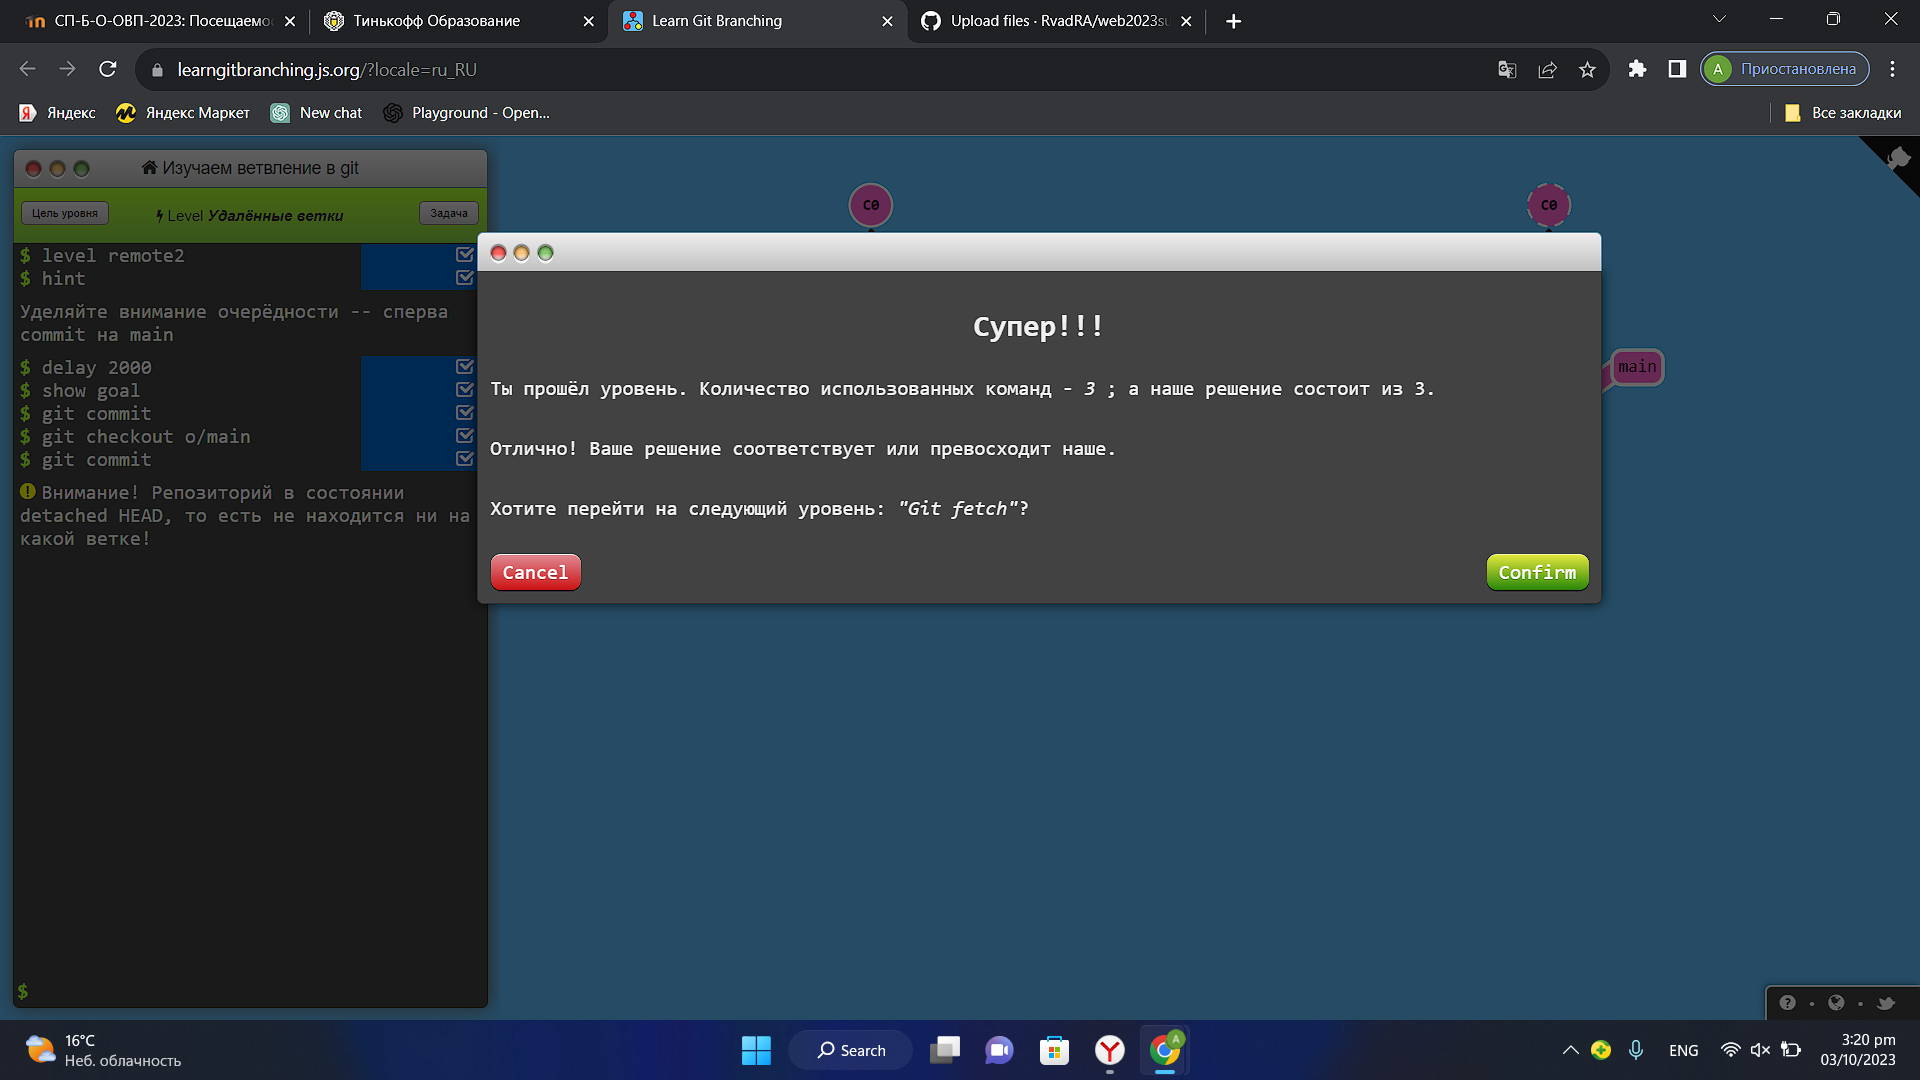 СП-Б-О-ОВП-2023: Посещаемос
Тинькофф Образование
Learn Git Branching
Upload files · RvadRA/web2023su
learngitbranching.js.org/?locale=ru_RU
A Приостановлена
Яндекс
Яндекс Маркет
New chat
Playground - Open...
Все закладки
Изучаем ветвление в git
Цель уровня
Level Удалённые ветки
Задача
$ level remote2
$ hint
Уделяйте внимание очерёдности -- сперва
commit на main
$ delay 2000
$ show goal
$ git commit
$ git checkout o/main
$ git commit
Внимание! Репозиторий в состоянии
detached HEAD, то есть не находится ни на
какой ветке!
$
C0
C0
main
Супер!!!
Ты прошёл уровень. Количество использованных команд - 3 ; а наше решение состоит из 3.
Отлично! Ваше решение соответствует или превосходит наше.
Хотите перейти на следующий уровень: "Git fetch"?
Cancel
Confirm
16°C
Неб. облачность
Search
A
ENG
3:20 pm
03/10/2023